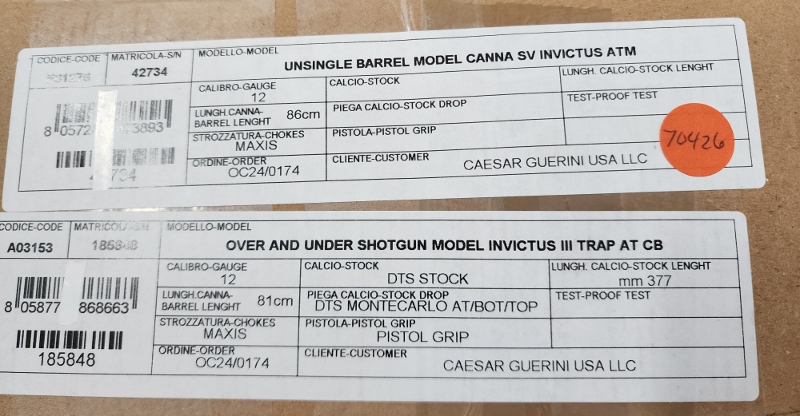 CODICE-CODE MATRICOLA-S/N MODELLO-MODEL
42734 UNSINGLE BARREL MODEL CANNA SV INVICTUS ATM
CALIBRO-GAUGE CALCIO-STOCK LUNGH. CALCIO-STOCK LENGHT
12
LUNGH.CANNA-BARREL LENGHT 86cm PIEGA CALCIO-STOCK DROP TEST-PROOF TEST
8 0572 3893
STROZZATURA-CHOKES PISTOLA-PISTOL GRIP
MAXIS
70426
ORDINE-ORDER CLIENTE-CUSTOMER
OC24/0174 CAESAR GUERINI USA LLC
CODICE-CODE MATRICOLA-S/N MODELLO-MODEL
A03153 185848 OVER AND UNDER SHOTGUN MODEL INVICTUS III TRAP AT CB
CALIBRO-GAUGE CALCIO-STOCK LUNGH. CALCIO-STOCK LENGHT
12 DTS STOCK mm 377
LUNGH.CANNA- PIEGA CALCIO-STOCK DROP TEST-PROOF TEST
BARREL LENGHT 81cm DTS MONTECARLO AT/BOT/TOP
8 05877 868663
STROZZATURA-CHOKES PISTOLA-PISTOL GRIP
MAXIS PISTOL GRIP
185848
ORDINE-ORDER CLIENTE-CUSTOMER
OC24/0174 CAESAR GUERINI USA LLC